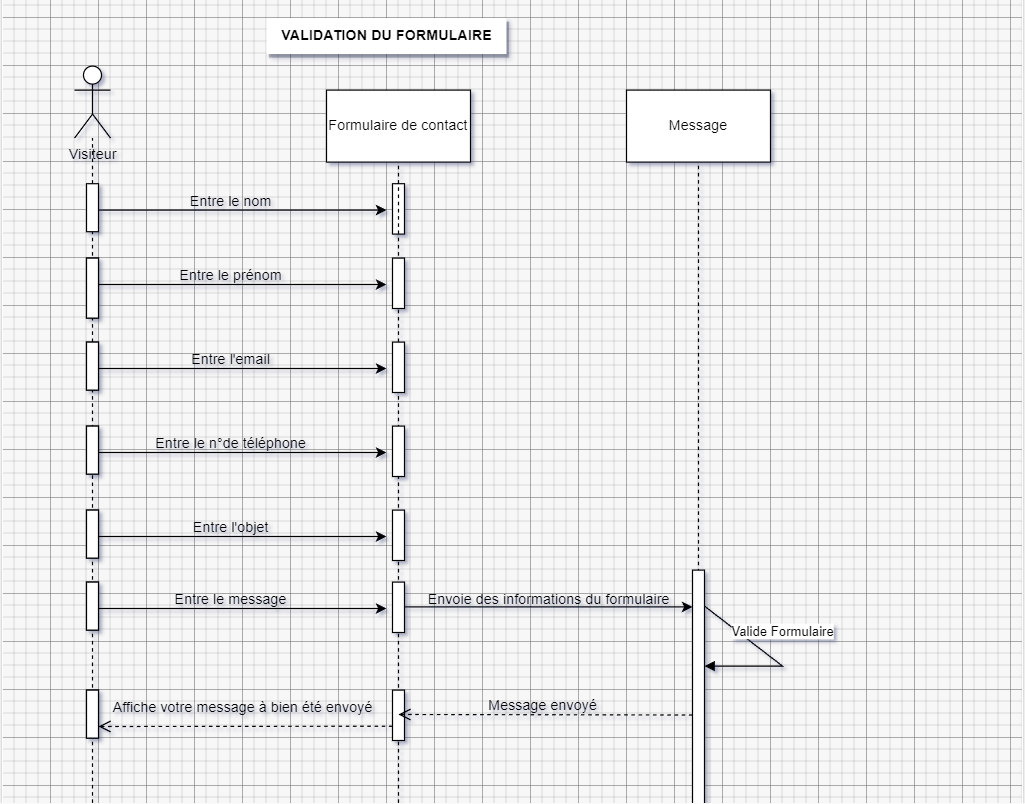 VALIDATION DU FORMULAIRE
Visiteur
Formulaire de contact
Message
Entre le nom
Entre le prénom
Entre l'email
Entre le n°de téléphone
Entre l'objet
Entre le message
Envoie des informations du formulaire
Valide Formulaire
Affiche votre message à bien été envoyé
Message envoyé